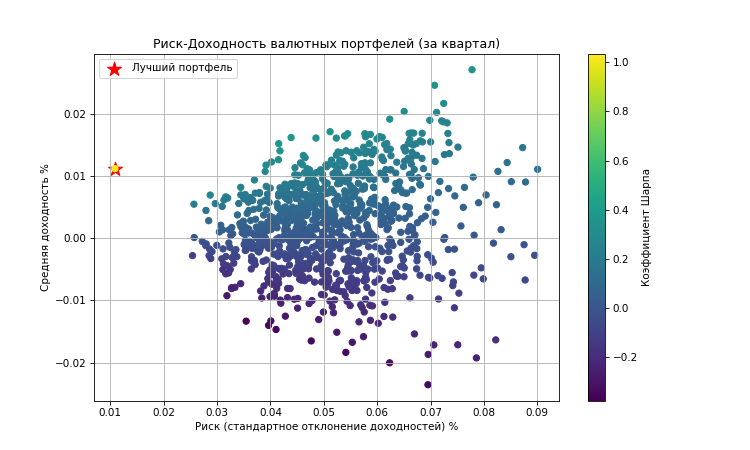 Риск-Доходность валютных портфелей (за квартал)
Лучший портфель
Средняя доходность %
0.02
0.01
0.00
−0.01
−0.02
0.01 0.02 0.03 0.04 0.05 0.06 0.07 0.08 0.09
Риск (стандартное отклонение доходностей) %
1.0
0.8
0.6
0.4
0.2
0.0
−0.2
Коэффициент Шарпа